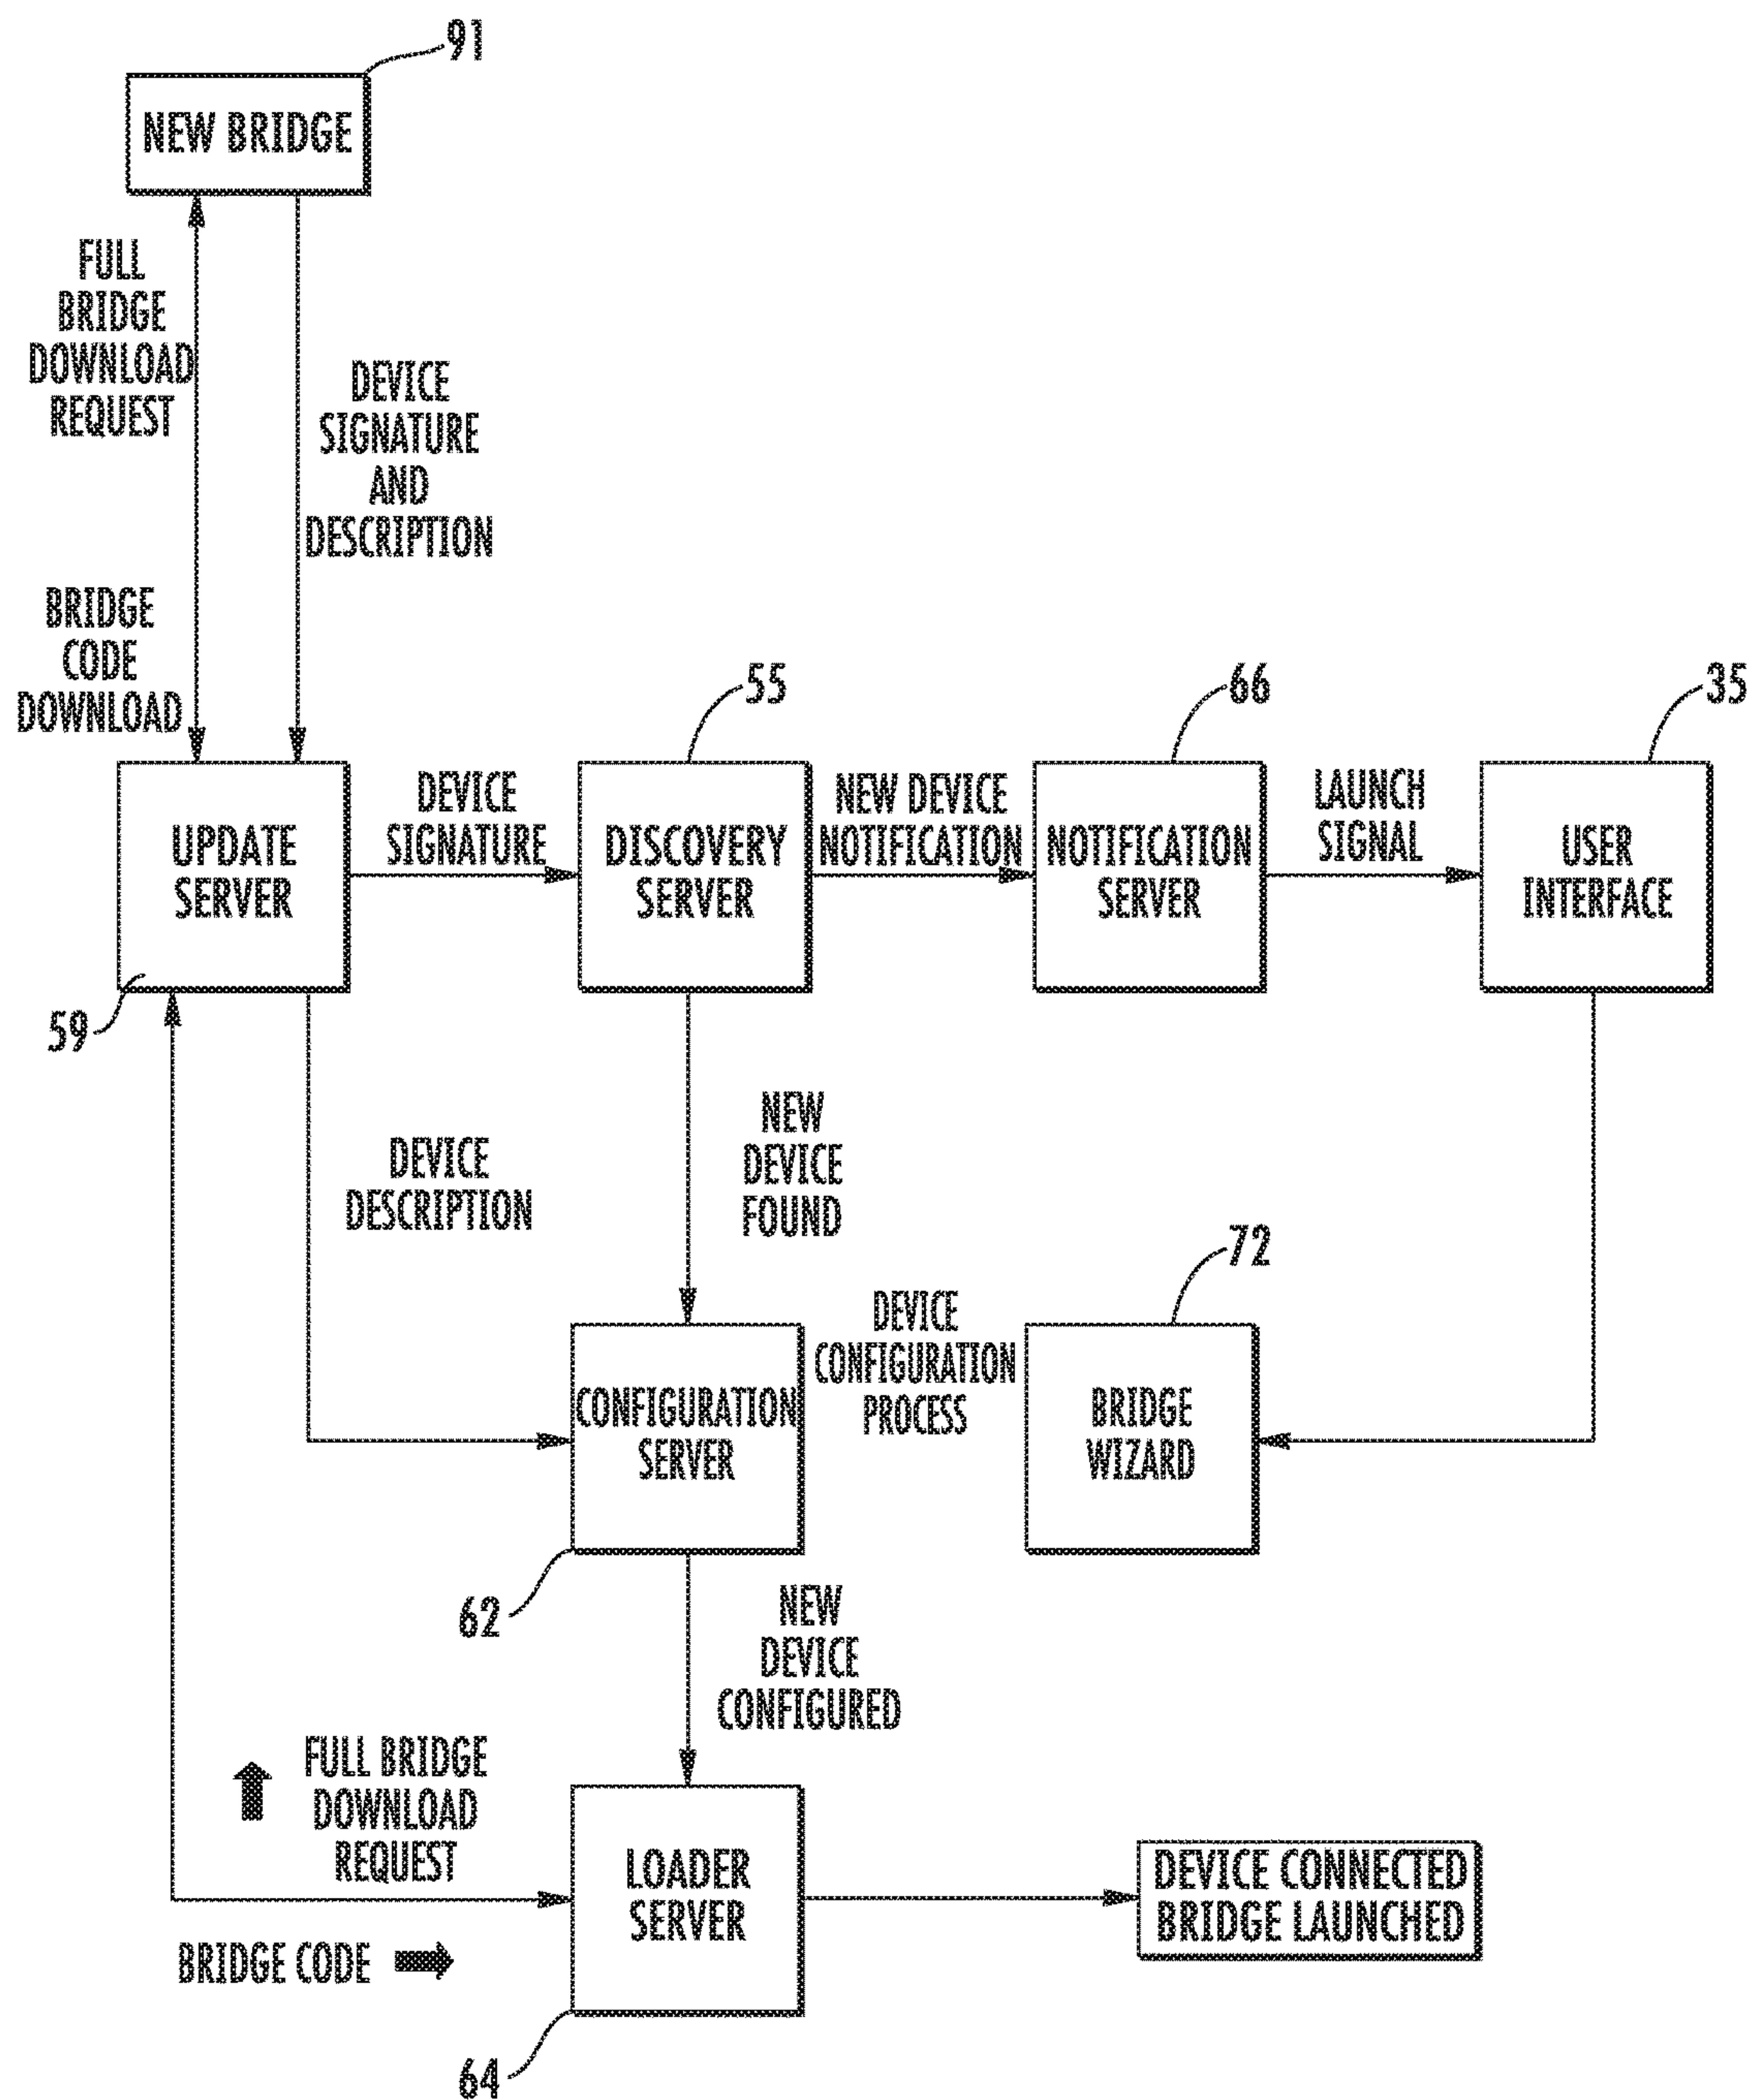 91
NEW BRIDGE
FULL
BRIDGE
DOWNLOAD
REQUEST
DEVICE
SIGNATURE
AND
DESCRIPTION
BRIDGE
CODE
DOWNLOAD
55
66
35
UPDATE
SERVER
59
DEVICE
SIGNATURE
DISCOVERY
SERVER
NEW DEVICE
NOTIFICATION
NOTIFICATION
SERVER
LAUNCH
SIGNAL
USER
INTERFACE
DEVICE
DESCRIPTION
NEW
DEVICE
FOUND
72
CONFIGURATION
SERVER
62
DEVICE
CONFIGURATION
PROCESS
BRIDGE
WIZARD
NEW
DEVICE
CONFIGURED
FULL BRIDGE
DOWNLOAD
REQUEST
BRIDGE CODE
LOADER
SERVER
64
DEVICE CONNECTED
BRIDGE LAUNCHED